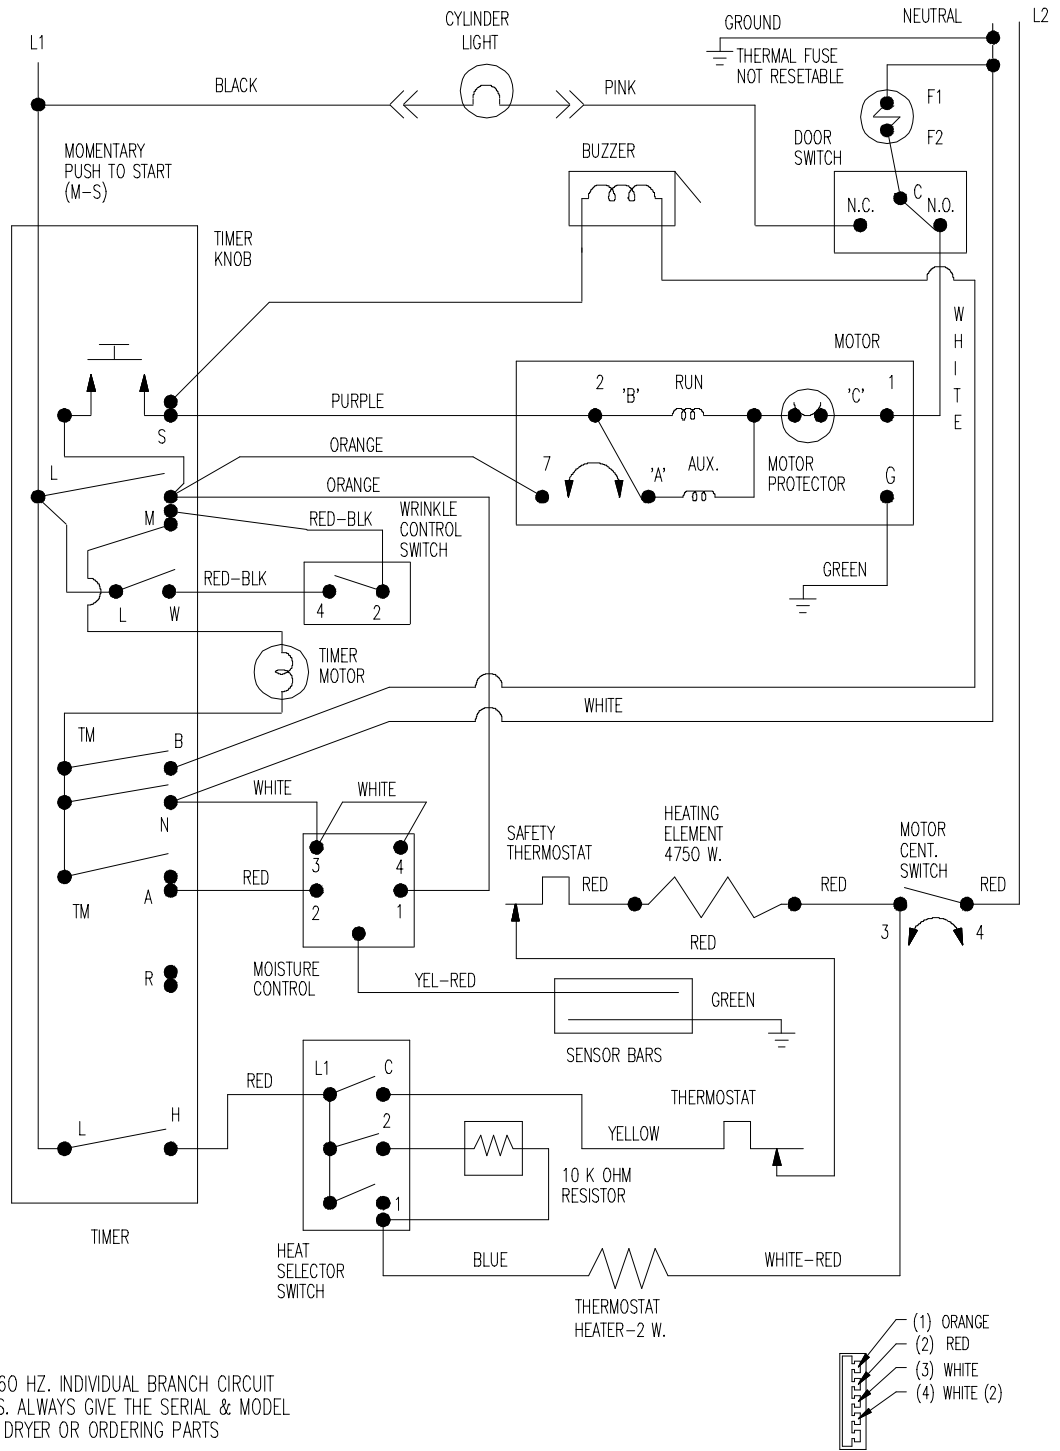 CYLINDER
LIGHT
GROUND
NEUTRAL
L2
L1
THERMAL FUSE
NOT RESETABLE
BLACK
PINK
F1
F2
DOOR
SWITCH
MOMENTARY
PUSH TO START
(M-S)
BUZZER
C
N.C.
N.O.
TIMER
KNOB
WHITE
MOTOR
2
'B'
RUN
'C'
1
PURPLE
S
ORANGE
L
7
'A'
AUX.
MOTOR
PROTECTOR
G
ORANGE
M
RED-BLK
WRINKLE
CONTROL
SWITCH
GREEN
RED-BLK
L
W
4
2
TIMER
MOTOR
WHITE
TM
B
WHITE
WHITE
N
HEATING
ELEMENT
4750 W.
SAFETY
THERMOSTAT
MOTOR
CENT.
SWITCH
3
4
RED
RED
RED
RED
A
TM
2
1
3
4
RED
R
MOISTURE
CONTROL
YEL-RED
GREEN
SENSOR BARS
L1
C
RED
THERMOSTAT
L
H
2
YELLOW
10 K OHM
RESISTOR
1
TIMER
HEAT
SELECTOR
SWITCH
BLUE
WHITE-RED
THERMOSTAT
HEATER-2 W.
(1) ORANGE
(2) RED
(3) WHITE
(4) WHITE (2)
60 HZ. INDIVIDUAL BRANCH CIRCUIT
S. ALWAYS GIVE THE SERIAL & MODEL
DRYER OR ORDERING PARTS